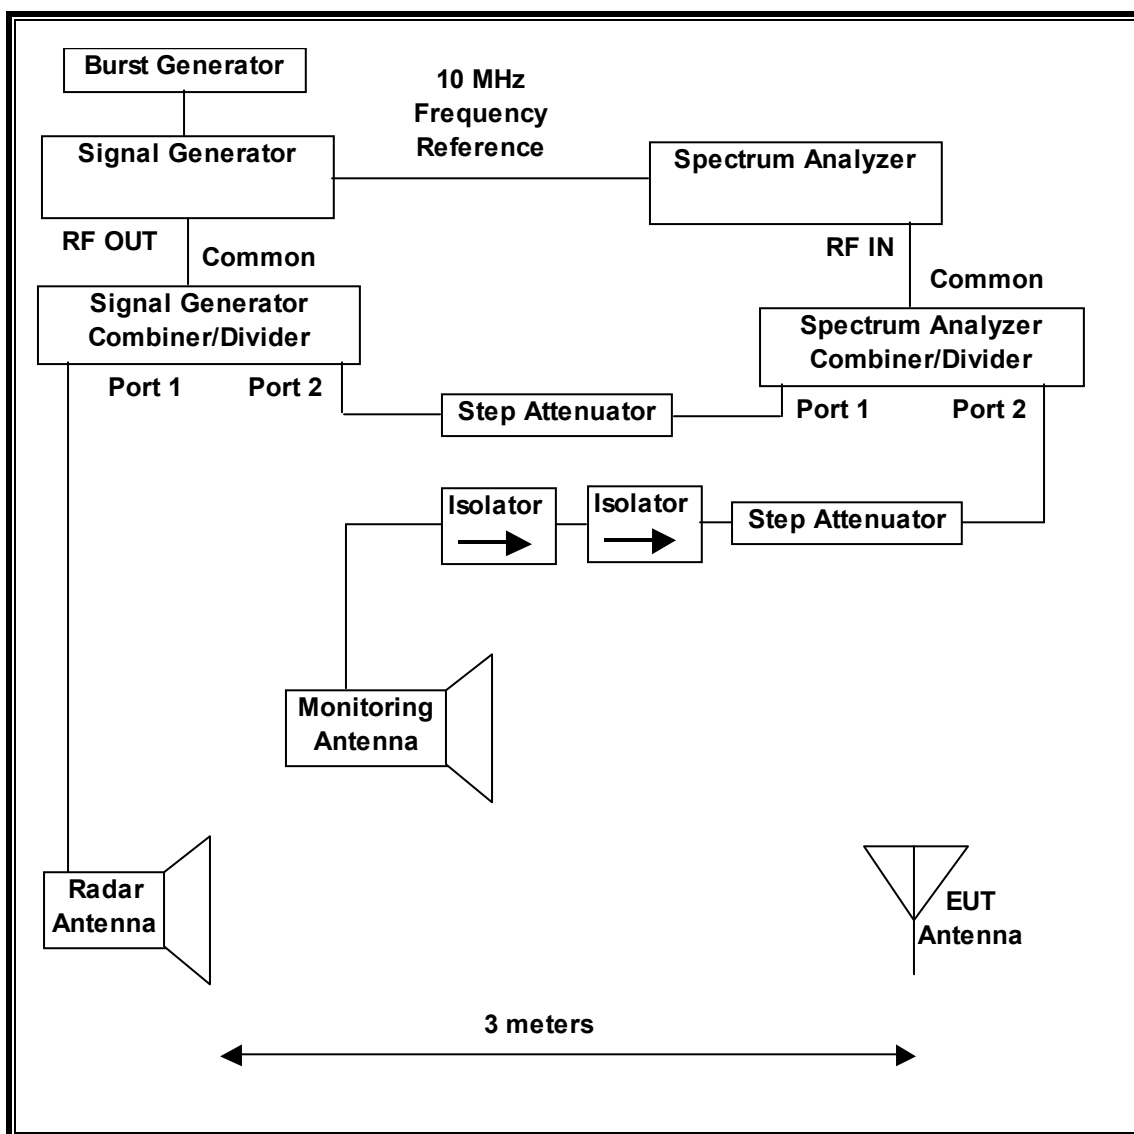 Burst Generator
10 MHz
Frequency
Reference
Signal Generator
Spectrum Analyzer
RF OUT
Common
RF IN
Common
Signal Generator
Combiner/Divider
Spectrum Analyzer
Combiner/Divider
Port 1
Port 2
Step Attenuator
Port 1
Port 2
Isolator
Isolator
Step Attenuator
Monitoring
Antenna
Radar
Antenna
EUT
Antenna
3 meters